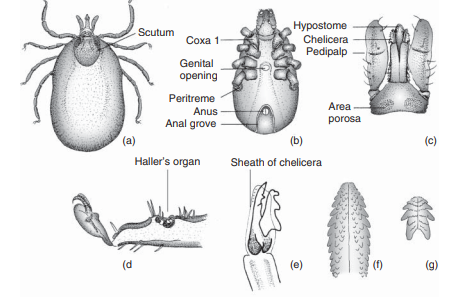 Scutum
(a)
Coxa 1
Genital
opening
Peritreme
Anus
Anal grove
(b)
Hypostome
Chelicera
Pedipalp
Area
porosa
(c)
Haller's organ
(d
Sheath of chelicera
(e)
(f)
(g)